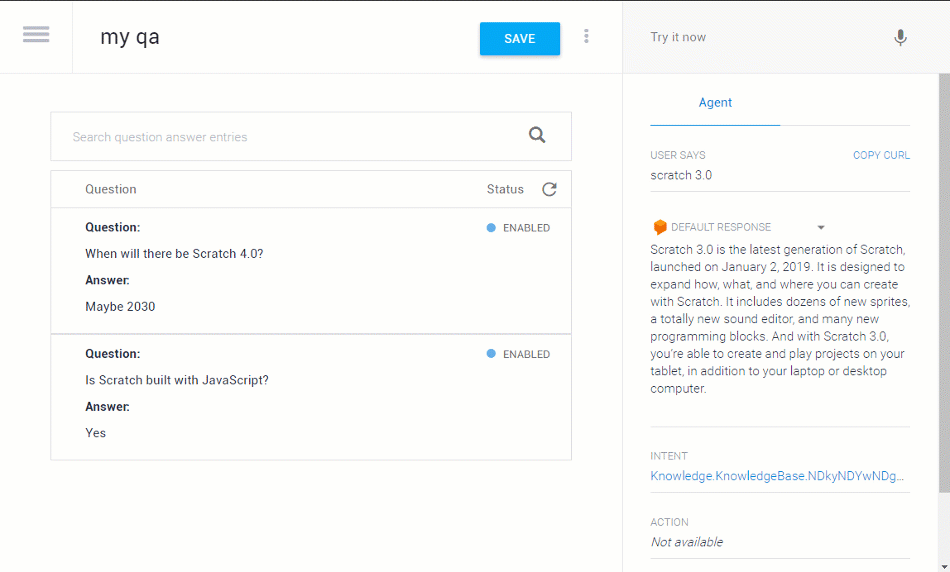 my qa
SAVE
Try it now
Search question answer entries
Question
Status
Question:
ENABLED
When will there be Scratch 4.0?
Answer:
Maybe 2030
Question:
ENABLED
Is Scratch built with JavaScript?
Answer:
Yes
Agent
USER SAYS
COPY CURL
scratch 3.0
DEFAULT RESPONSE
Scratch 3.0 is the latest generation of Scratch,
launched on January 2, 2019. It is designed to
expand how, what, and where you can create
with Scratch. It includes dozens of new sprites,
a totally new sound editor, and many new
programming blocks. And with Scratch 3.0,
you're able to create and play projects on your
tablet, in addition to your laptop or desktop
computer.
INTENT
Knowledge.KnowledgeBase.NDkyNDYwNDg...
ACTION
Not available